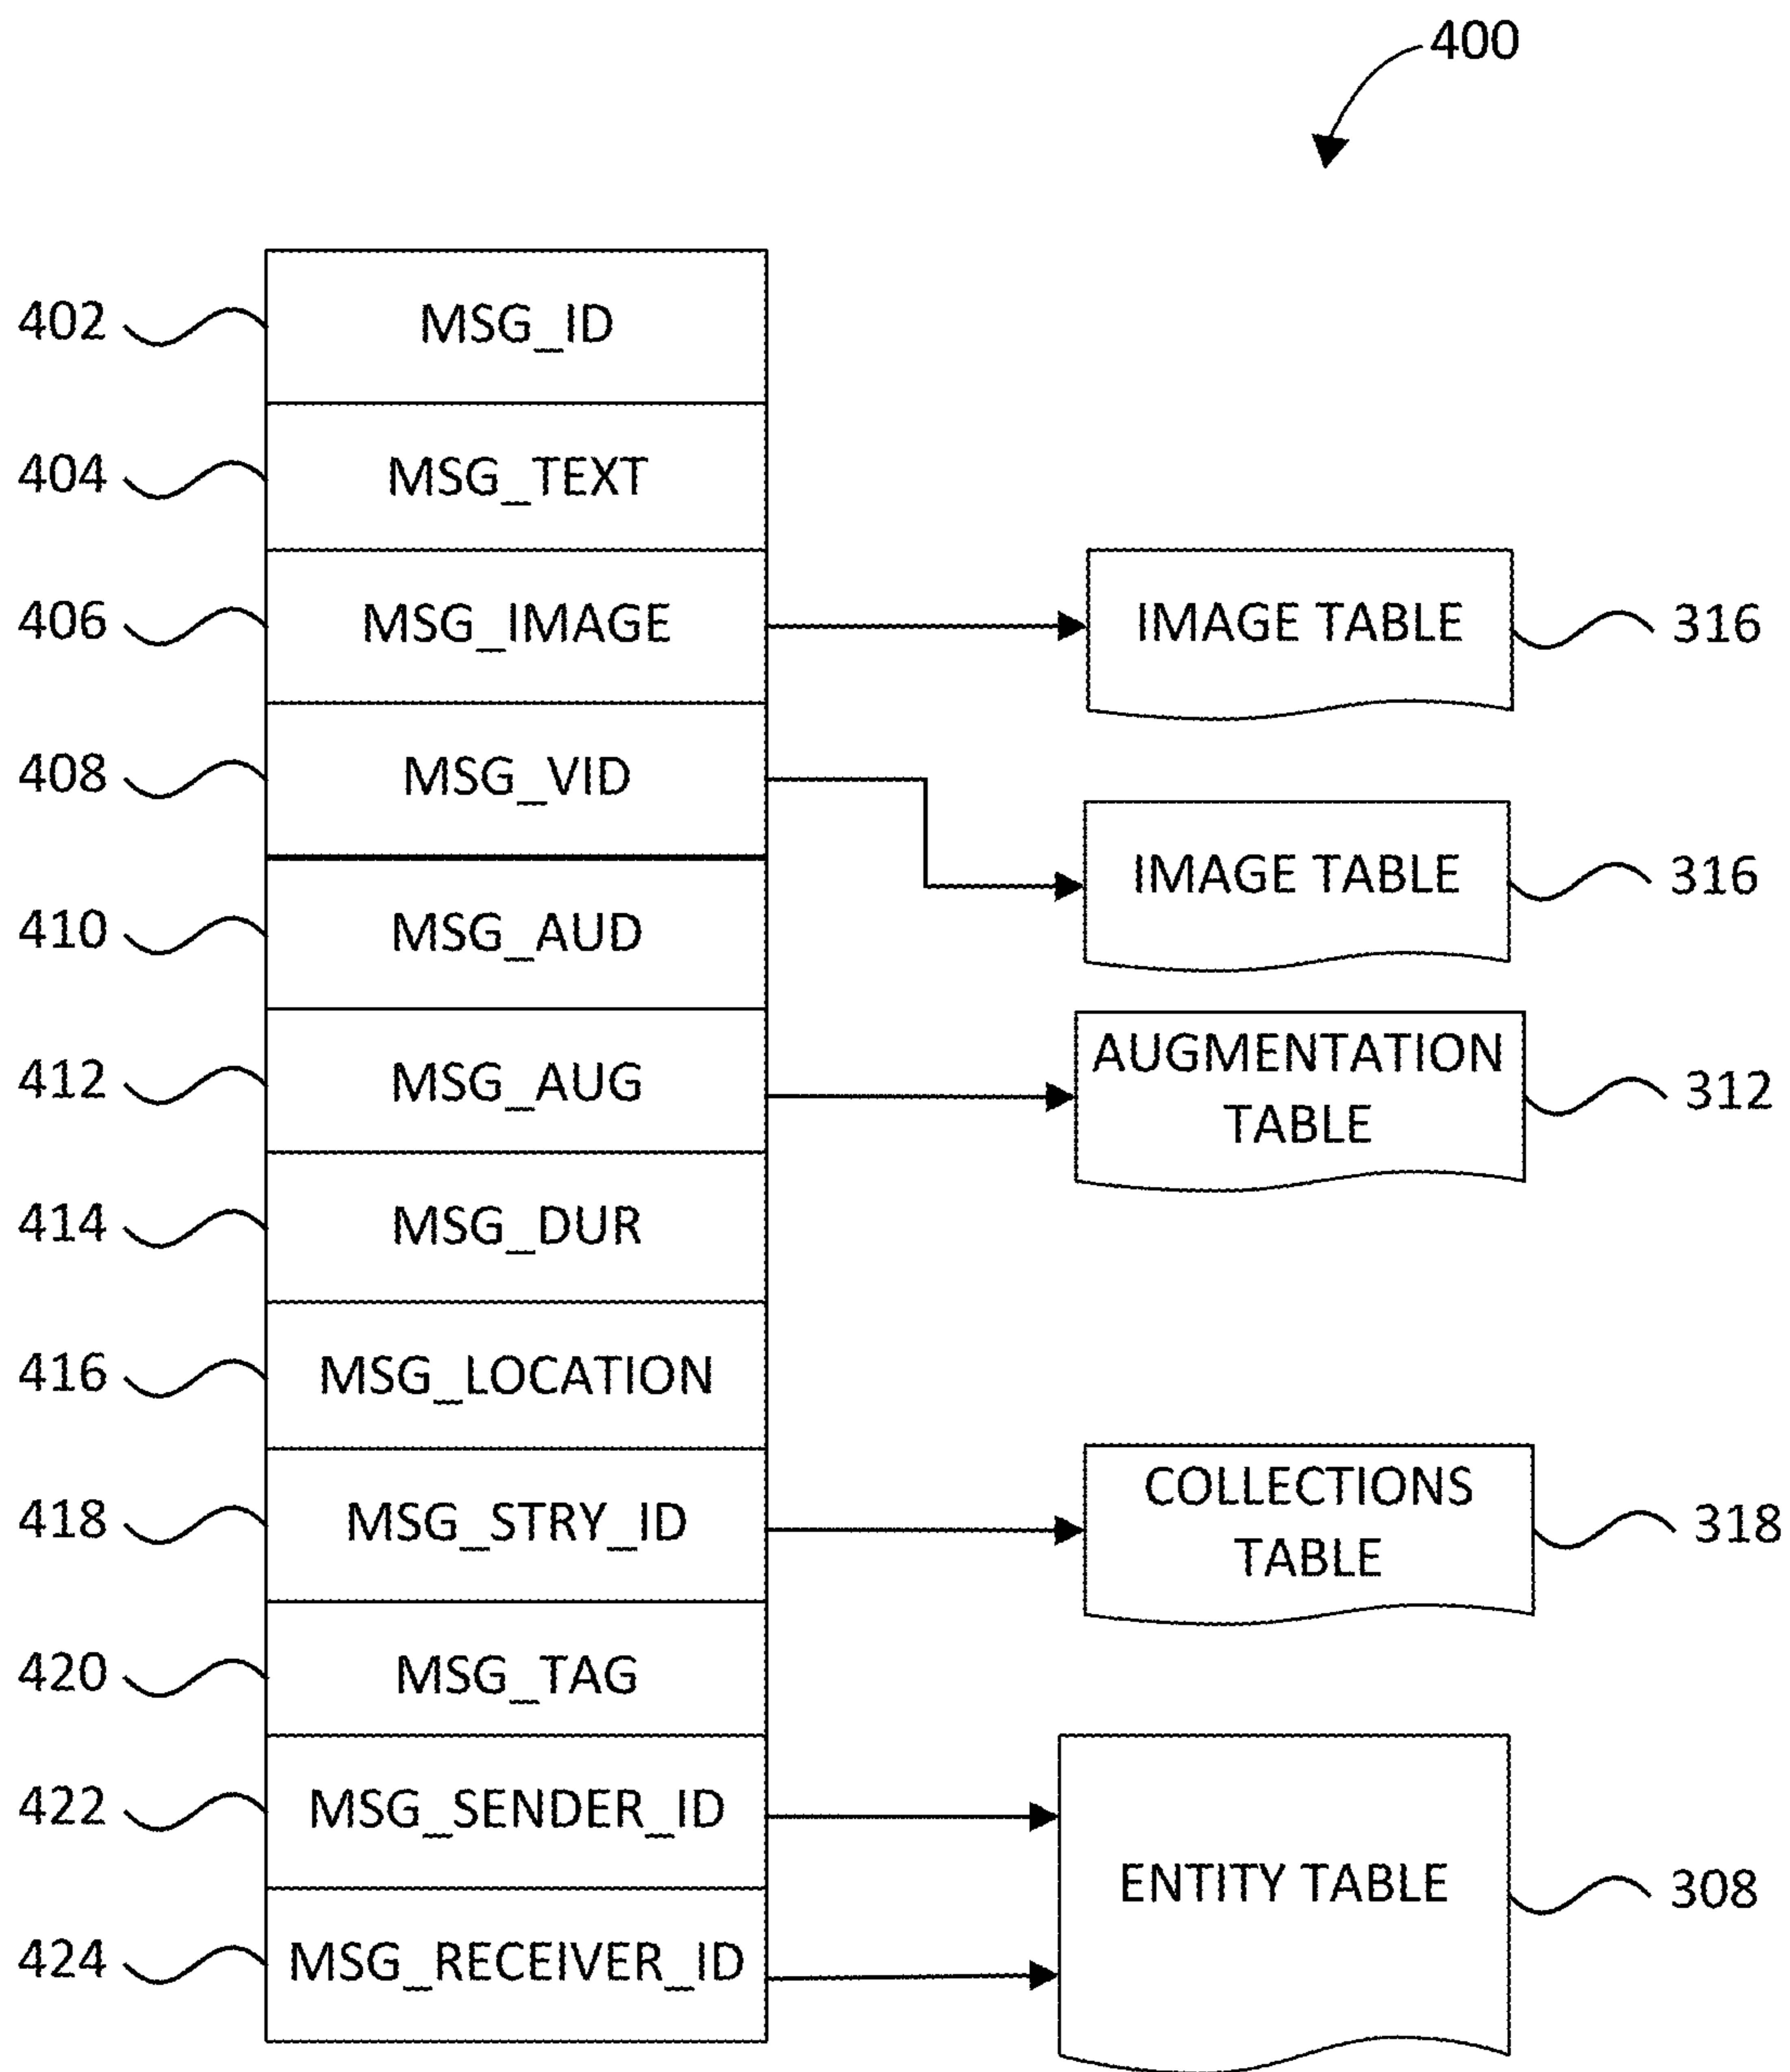 400
402 MSG_ID
404 MSG_TEXT
406 MSG_IMAGE IMAGE TABLE 316
408 MSG_VID
IMAGE TABLE 316
410 MSG_AUD
412 MSG_AUG
AUGMENTATION
TABLE
312
414 MSG_DUR
416 MSG_LOCATION
418 MSG_STRY_ID
COLLECTIONS
TABLE
318
420 MSG_TAG
422 MSG_SENDER_ID
ENTITY TABLE 308
424 MSG_RECEIVER_ID